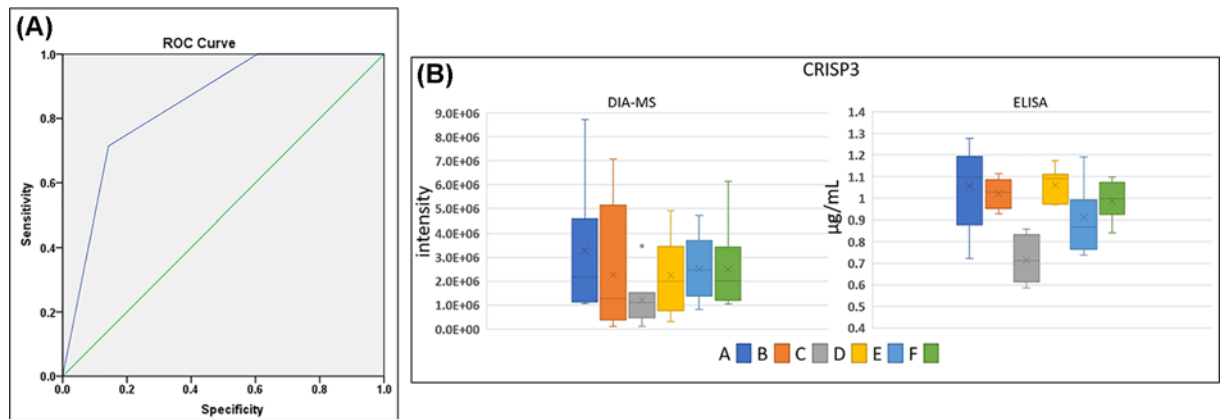 (A)
ROC Curve
Sensitivity
1.0
0.8
0.6
0.4
0.2
0.0
0.0 0.2 0.4 0.6 0.8 1.0
Specificity
(B)
CRISP3
DIA-MS
intensity
9.0E+06
8.0E+06
7.0E+06
6.0E+06
5.0E+06
4.0E+06
3.0E+06
2.0E+06
1.0E+06
0.0E+00
ELISA
µg/mL
1.4
1.3
1.2
1.1
1
0.9
0.8
0.7
0.6
0.5
0.4
A B C D E F